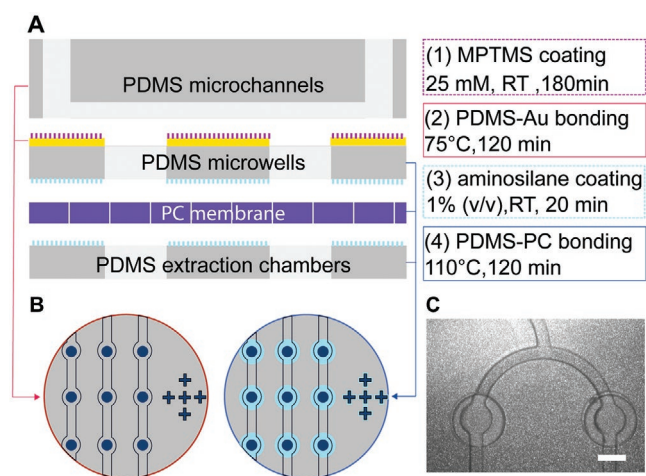 A
PDMS microchannels
PDMS microwells
PC membrane
PDMS extraction chambers
(1) MPTMS coating
25 mM, RT ,180min
(2) PDMS-Au bonding
75°C,120 min
(3) aminosilane coating
1% (v/v),RT, 20 min
(4) PDMS-PC bonding
110°C,120 min
B
C